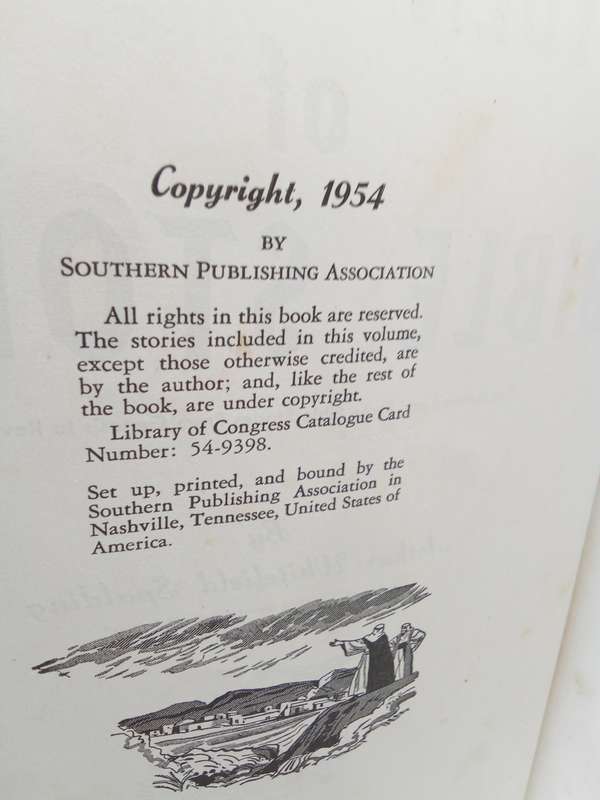 Copyright, 1954
BY
SOUTHERN PUBLISHING ASSOCIATION
All rights in this book are reserved.
The stories included in this volume,
except those otherwise credited, are
by the author; and, like the rest of
the book, are under copyright.
Library of Congress Catalogue Card
Number: 54-9398.
Set up, printed, and bound by the
Southern Publishing Association in
Nashville, Tennessee, United States of
America.